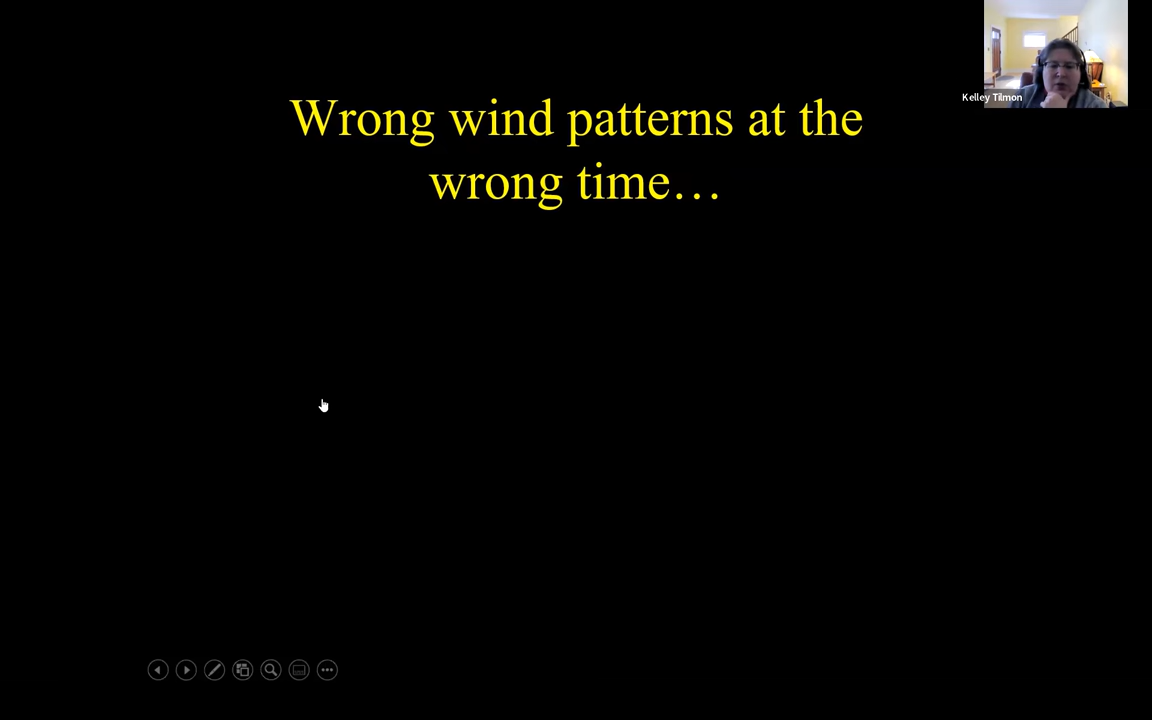 Wrong wind patterns at the
wrong time…
Kelley Tilmon